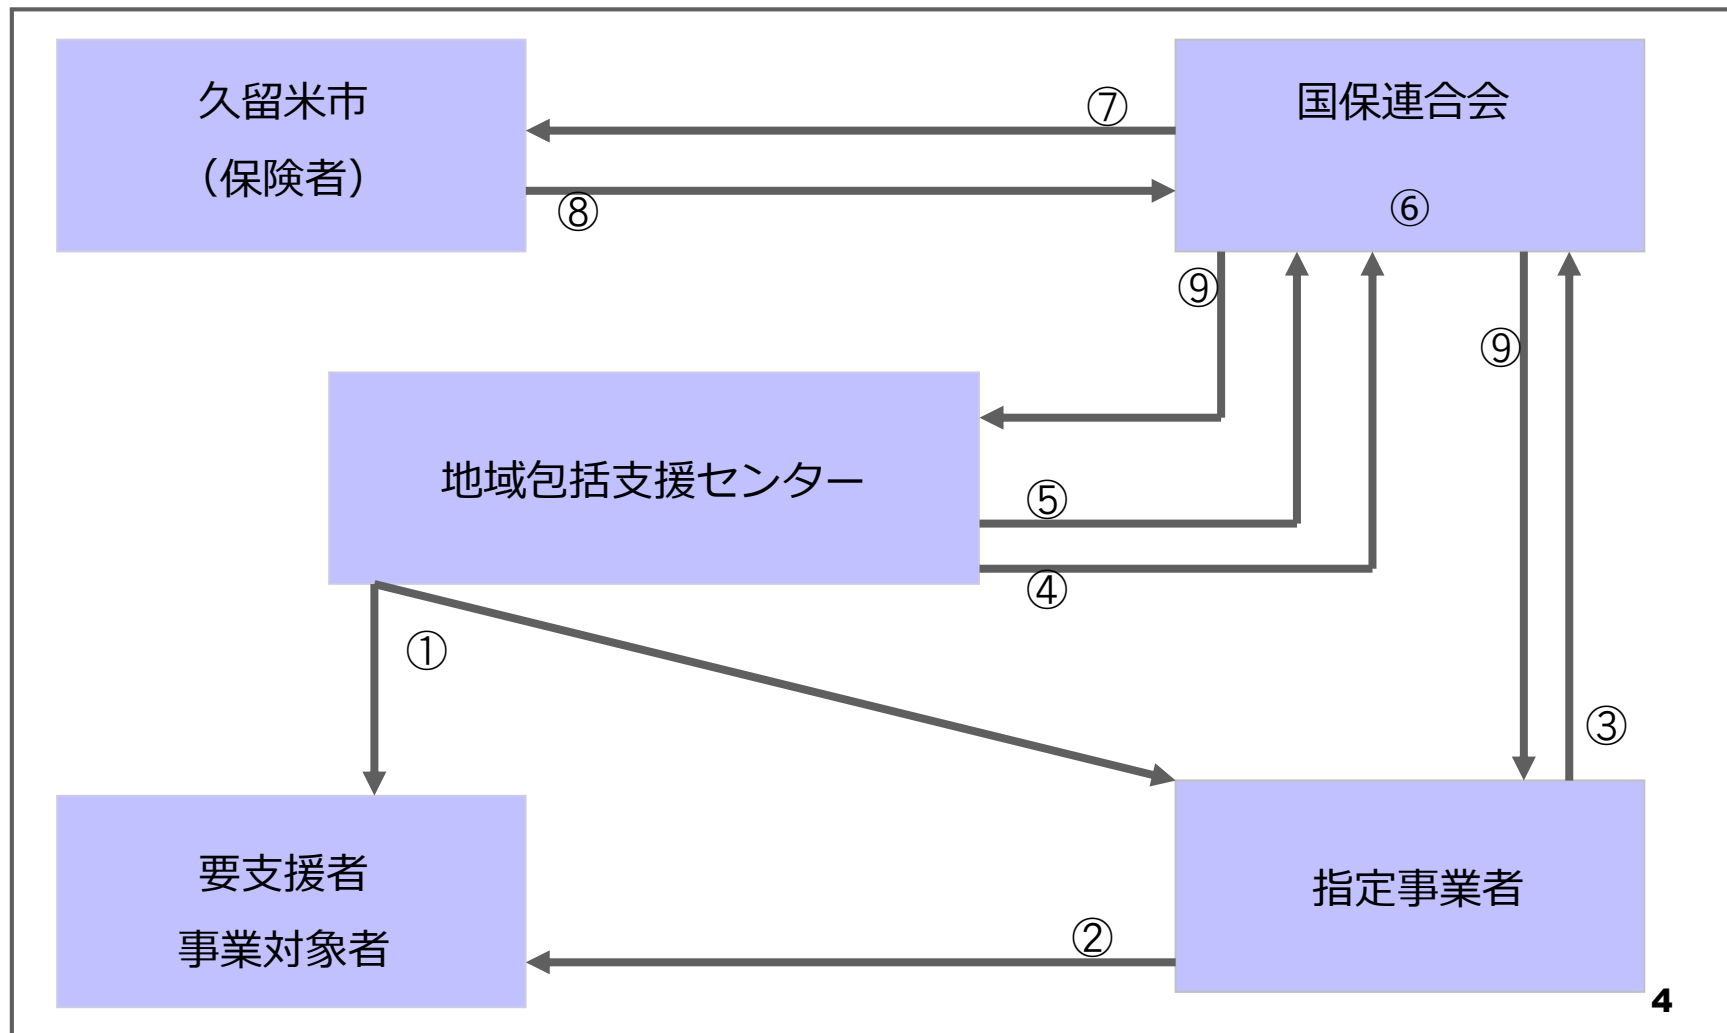 久留米市
（保険者）
国保連合会
⑥
⑦
⑧
⑨
⑨
地域包括支援センター
⑤
④
①
③
要支援者
事業対象者
指定事業者
②
4